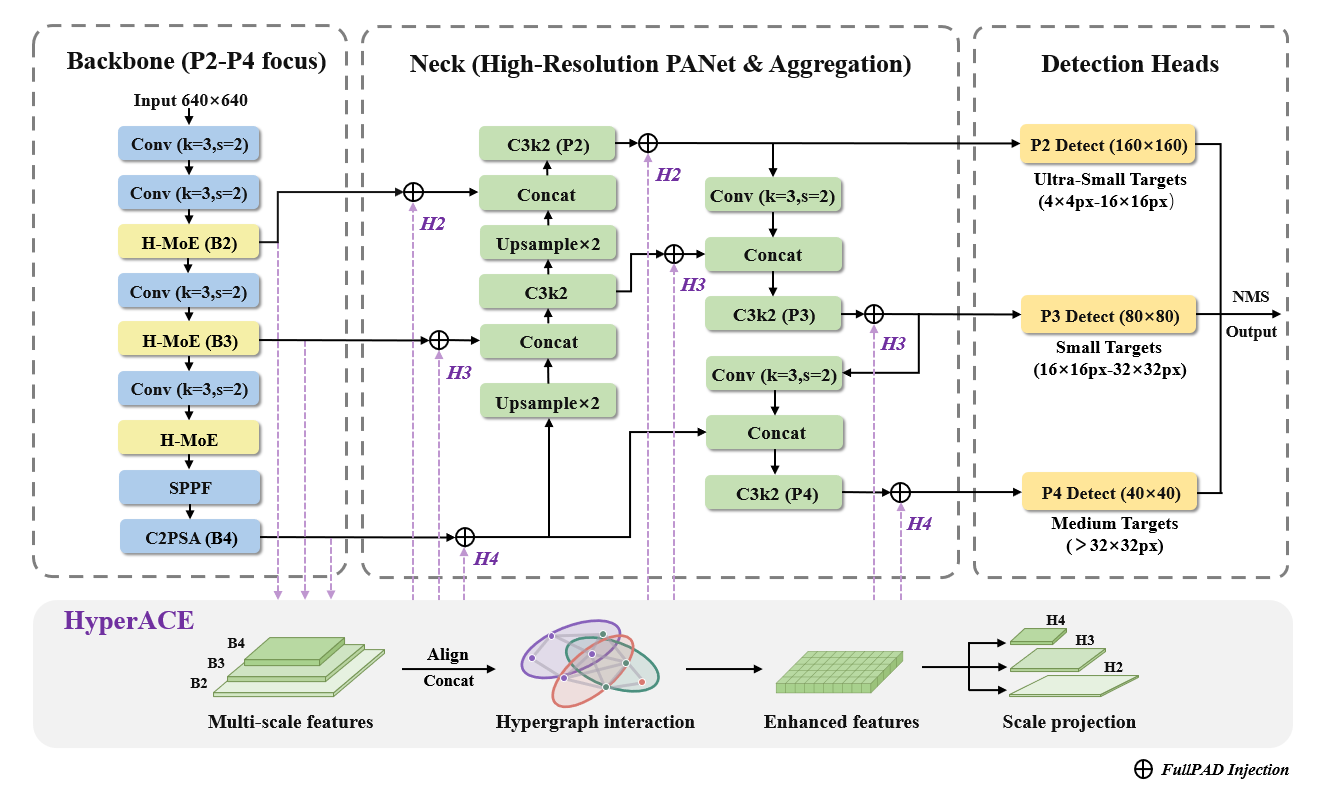 Backbone (P2-P4 focus)
Input 640×640
Conv (k=3,s=2)
Conv (k=3,s=2)
H-MoE (B2)
Conv (k=3,s=2)
H-MoE (B3)
Conv (k=3,s=2)
H-MoE
SPPF
C2PSA (B4)
Neck (High-Resolution PANet & Aggregation)
C3k2 (P2)
Concat
Upsample×2
C3k2
Concat
Upsample×2
H2
H3
H4
H2
H3
Conv (k=3,s=2)
Concat
C3k2 (P3)
H3
Conv (k=3,s=2)
Concat
C3k2 (P4)
H4
Detection Heads
P2 Detect (160×160)
Ultra-Small Targets
(4×4px-16×16px)
P3 Detect (80×80)
Small Targets
(16×16px-32×32px)
P4 Detect (40×40)
Medium Targets
(＞32×32px)
NMS
Output
HyperACE
B4
B3
B2
Multi-scale features
Align
Concat
Hypergraph interaction
Enhanced features
H4
H3
H2
Scale projection
FullPAD Injection